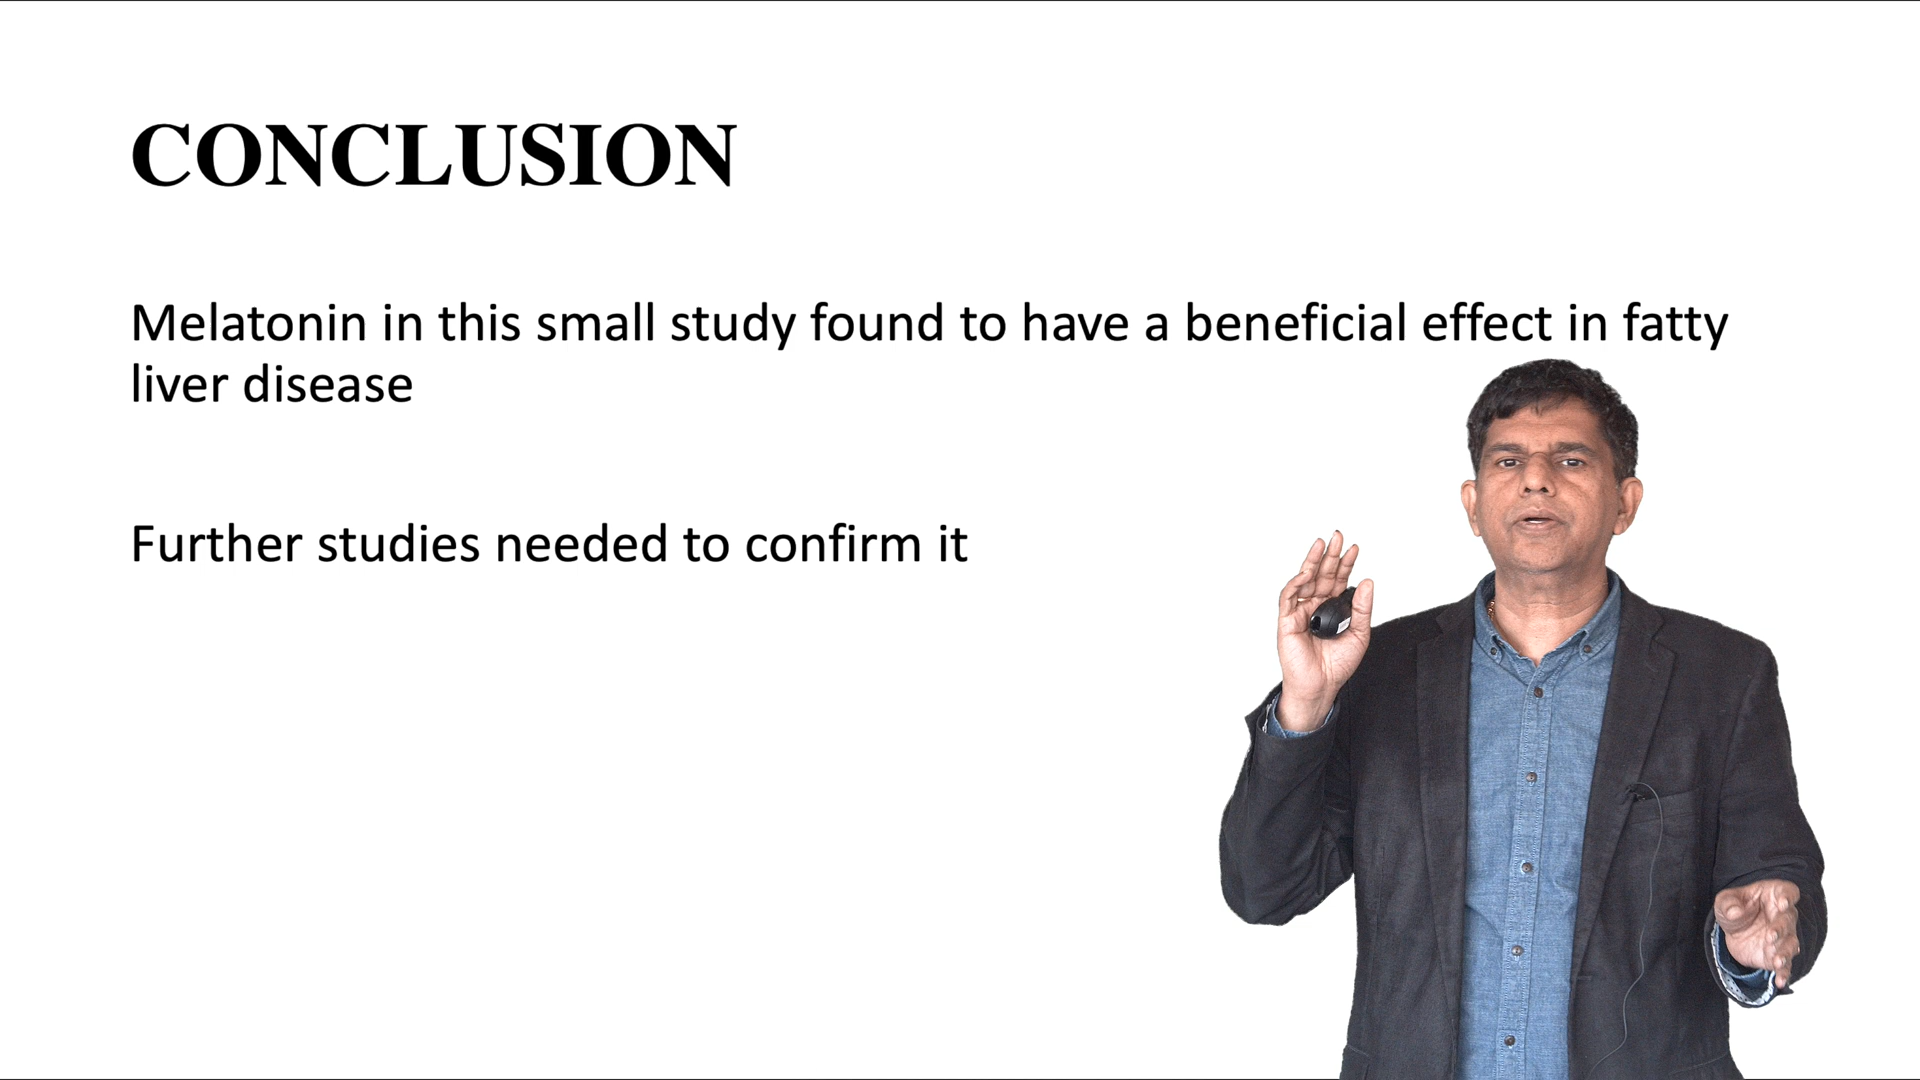 CONCLUSION
Melatonin in this small study found to have a beneficial effect in fatty
liver disease
Further studies needed to confirm it